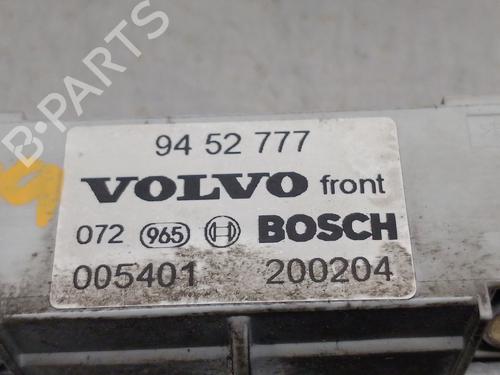 B-PARTS
94 52 777
VOLVO front
072 965 BOSCH
005401 200204